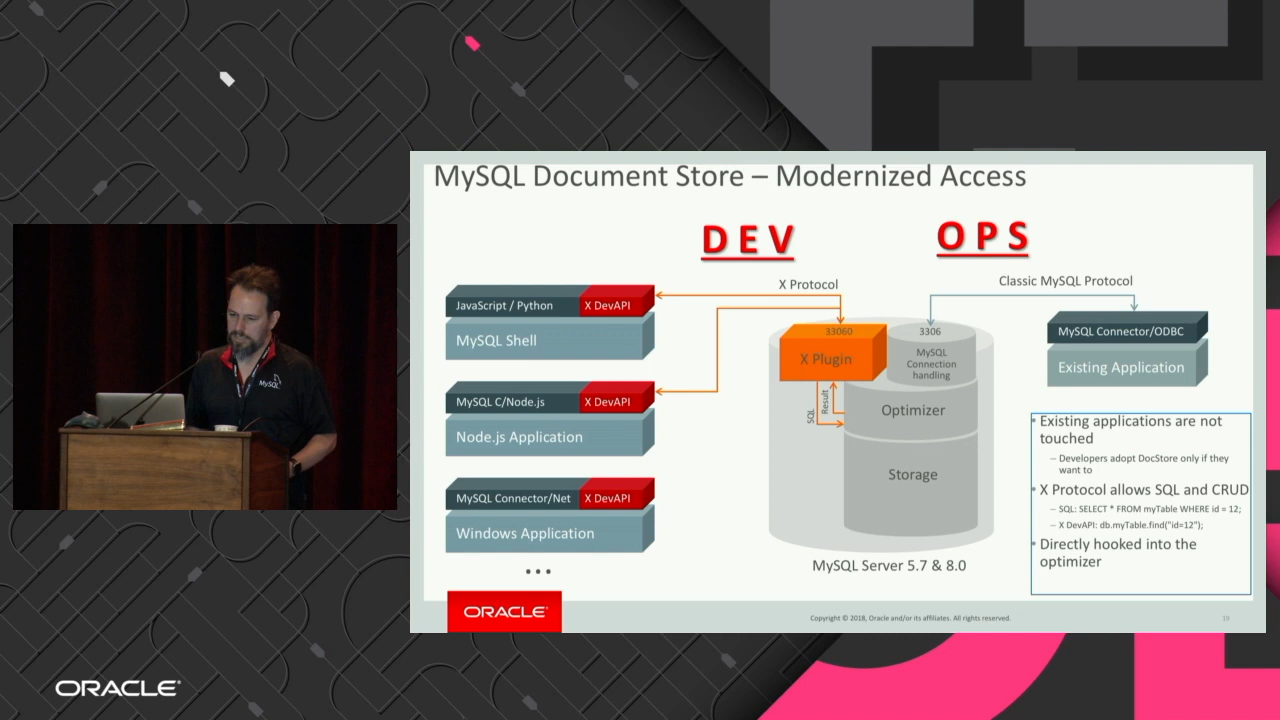 MySQL Document Store – Modernized Access
DEV
OPS
X Protocol
Classic MySQL Protocol
JavaScript / Python
X DevAPI
MySQL Shell
MySQL C/Node.js
X DevAPI
Node.js Application
MySQL Connector/Net
X DevAPI
Windows Application
...
33060
X Plugin
3306
MySQL
Connection
handling
SQL
Result
Optimizer
Storage
MySQL Server 5.7 & 8.0
MySQL Connector/ODBC
Existing Application
• Existing applications are not
touched
– Developers adopt DocStore only if they
want to
• X Protocol allows SQL and CRUD
– SQL: SELECT * FROM myTable WHERE id = 12;
– X DevAPI: db.myTable.find("id=12");
• Directly hooked into the
optimizer
ORACLE®
Copyright © 2018, Oracle and/or its affiliates. All rights reserved.
19
MySQL
ORACLE®